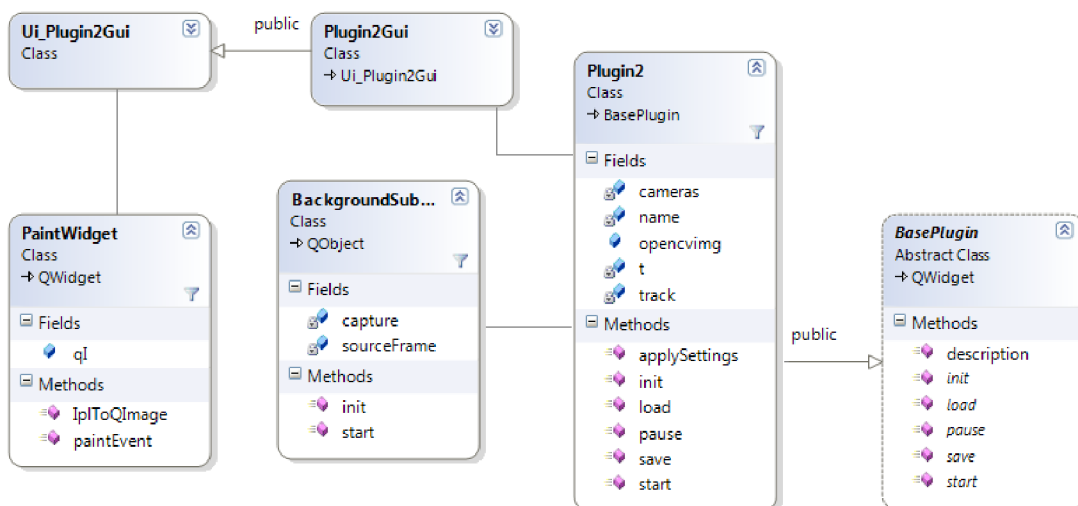 Ui_Plugin2Gui
Class
public
Plugin2Gui
Class
Ui_Plugin2Gui
Plugin2
Class
BasePlugin
Fields
cameras
name
opencvimg
t
track
Methods
applySettings
init
load
pause
save
start
PaintWidget
Class
QWidget
Fields
qI
Methods
IplToQImage
paintEvent
BackgroundSub...
Class
QObject
Fields
capture
sourceFrame
Methods
init
start
public
BasePlugin
Abstract Class
QWidget
Methods
description
init
load
pause
save
start